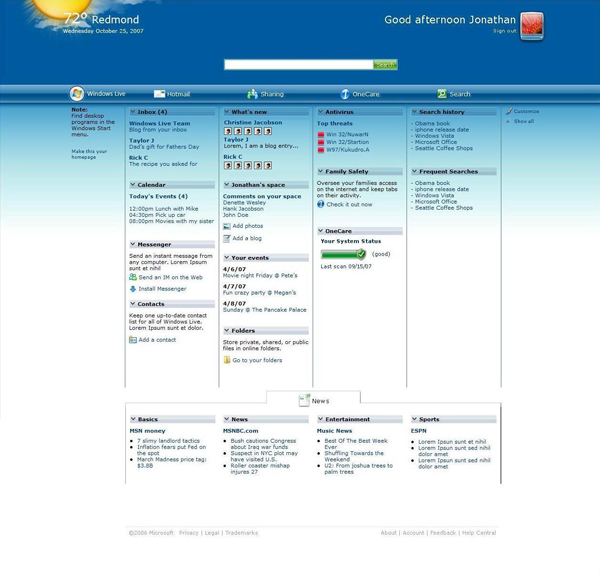 72° Redmond
Wednesday October 25, 2007
Good afternoon Jonathan
Sign out
Search
Windows Live
Hotmail
Sharing
OneCare
Search
Note:
Find deskop
programs in the
Windows Start
menu.
Make this your
homepage
Customize
Show all
Inbox (4)
Windows Live Team
Blog from your inbox
Taylor J
Dad's gift for Fathers Day
Rick C
The recipe you asked for
Calendar
Today's Events (4)
12:00pm Lunch with Mike
04:30pm Pick up car
08:00pm Movies with my sister
Messenger
Send an instant message from
any computer. Lorem Ipsum
sunt et nihil
Send an IM on the Web
Install Messenger
Contacts
Keep one up-to-date contact
list for all of Windows Live.
Lorem Ipsum sunt et dolor.
Add a contact
What's new
Christine Jacobson
Taylor J
Lorem, I am a blog entry...
Rick C
Jonathan's space
Comments on your space
Denette Wesley
Hank Jacobson
John Doe
Add photos
Add a blog
Your events
4/6/07
Movie night Friday @ Pete's
4/7/07
Fun crazy party @ Megan's
4/8/07
Sunday @ The Pancake Palace
Folders
Store private, shared, or public
files in online folders.
Go to your folders
Antivirus
Top threats
Win 32/NuwarN
Win 32/Startion
W97/Kukudro.A
Family Safety
Oversee your families access
on the internet and keep tabs
on their activity.
Check it out now
OneCare
Your System Status
(good)
Last scan 09/15/07
Search history
- Obama book
- iphone release date
- Windows Vista
- Microsoft Office
- Seattle Coffee Shops
Frequent Searches
- Obama book
- iphone release date
- Windows Vista
- Microsoft Office
- Seattle Coffee Shops
News
Basics
MSN money
• 7 slimy landlord tactics
• Inflation fears put Fed on
the spot
• March Madness price tag:
$3.8B
News
MSNBC.com
• Bush cautions Congress
about Iraq war funds
• Suspect in NYC plot may
have visited U.S.
• Roller coaster mishap
injures 27
Entertainment
Music News
• Best Of The Best Week
Ever
• Shuffling Towards the
Weekend
• U2: From joshua trees to
palm trees
Sports
ESPN
• Lorem Ipsum sunt et nihil
• Lorem ipsum sunt sed nihil
dolor
• Lorem ipsum sunt sed nihil
dolor
©2006 Microsoft Privacy | Legal | Trademarks
About | Account | Feedback | Help Central